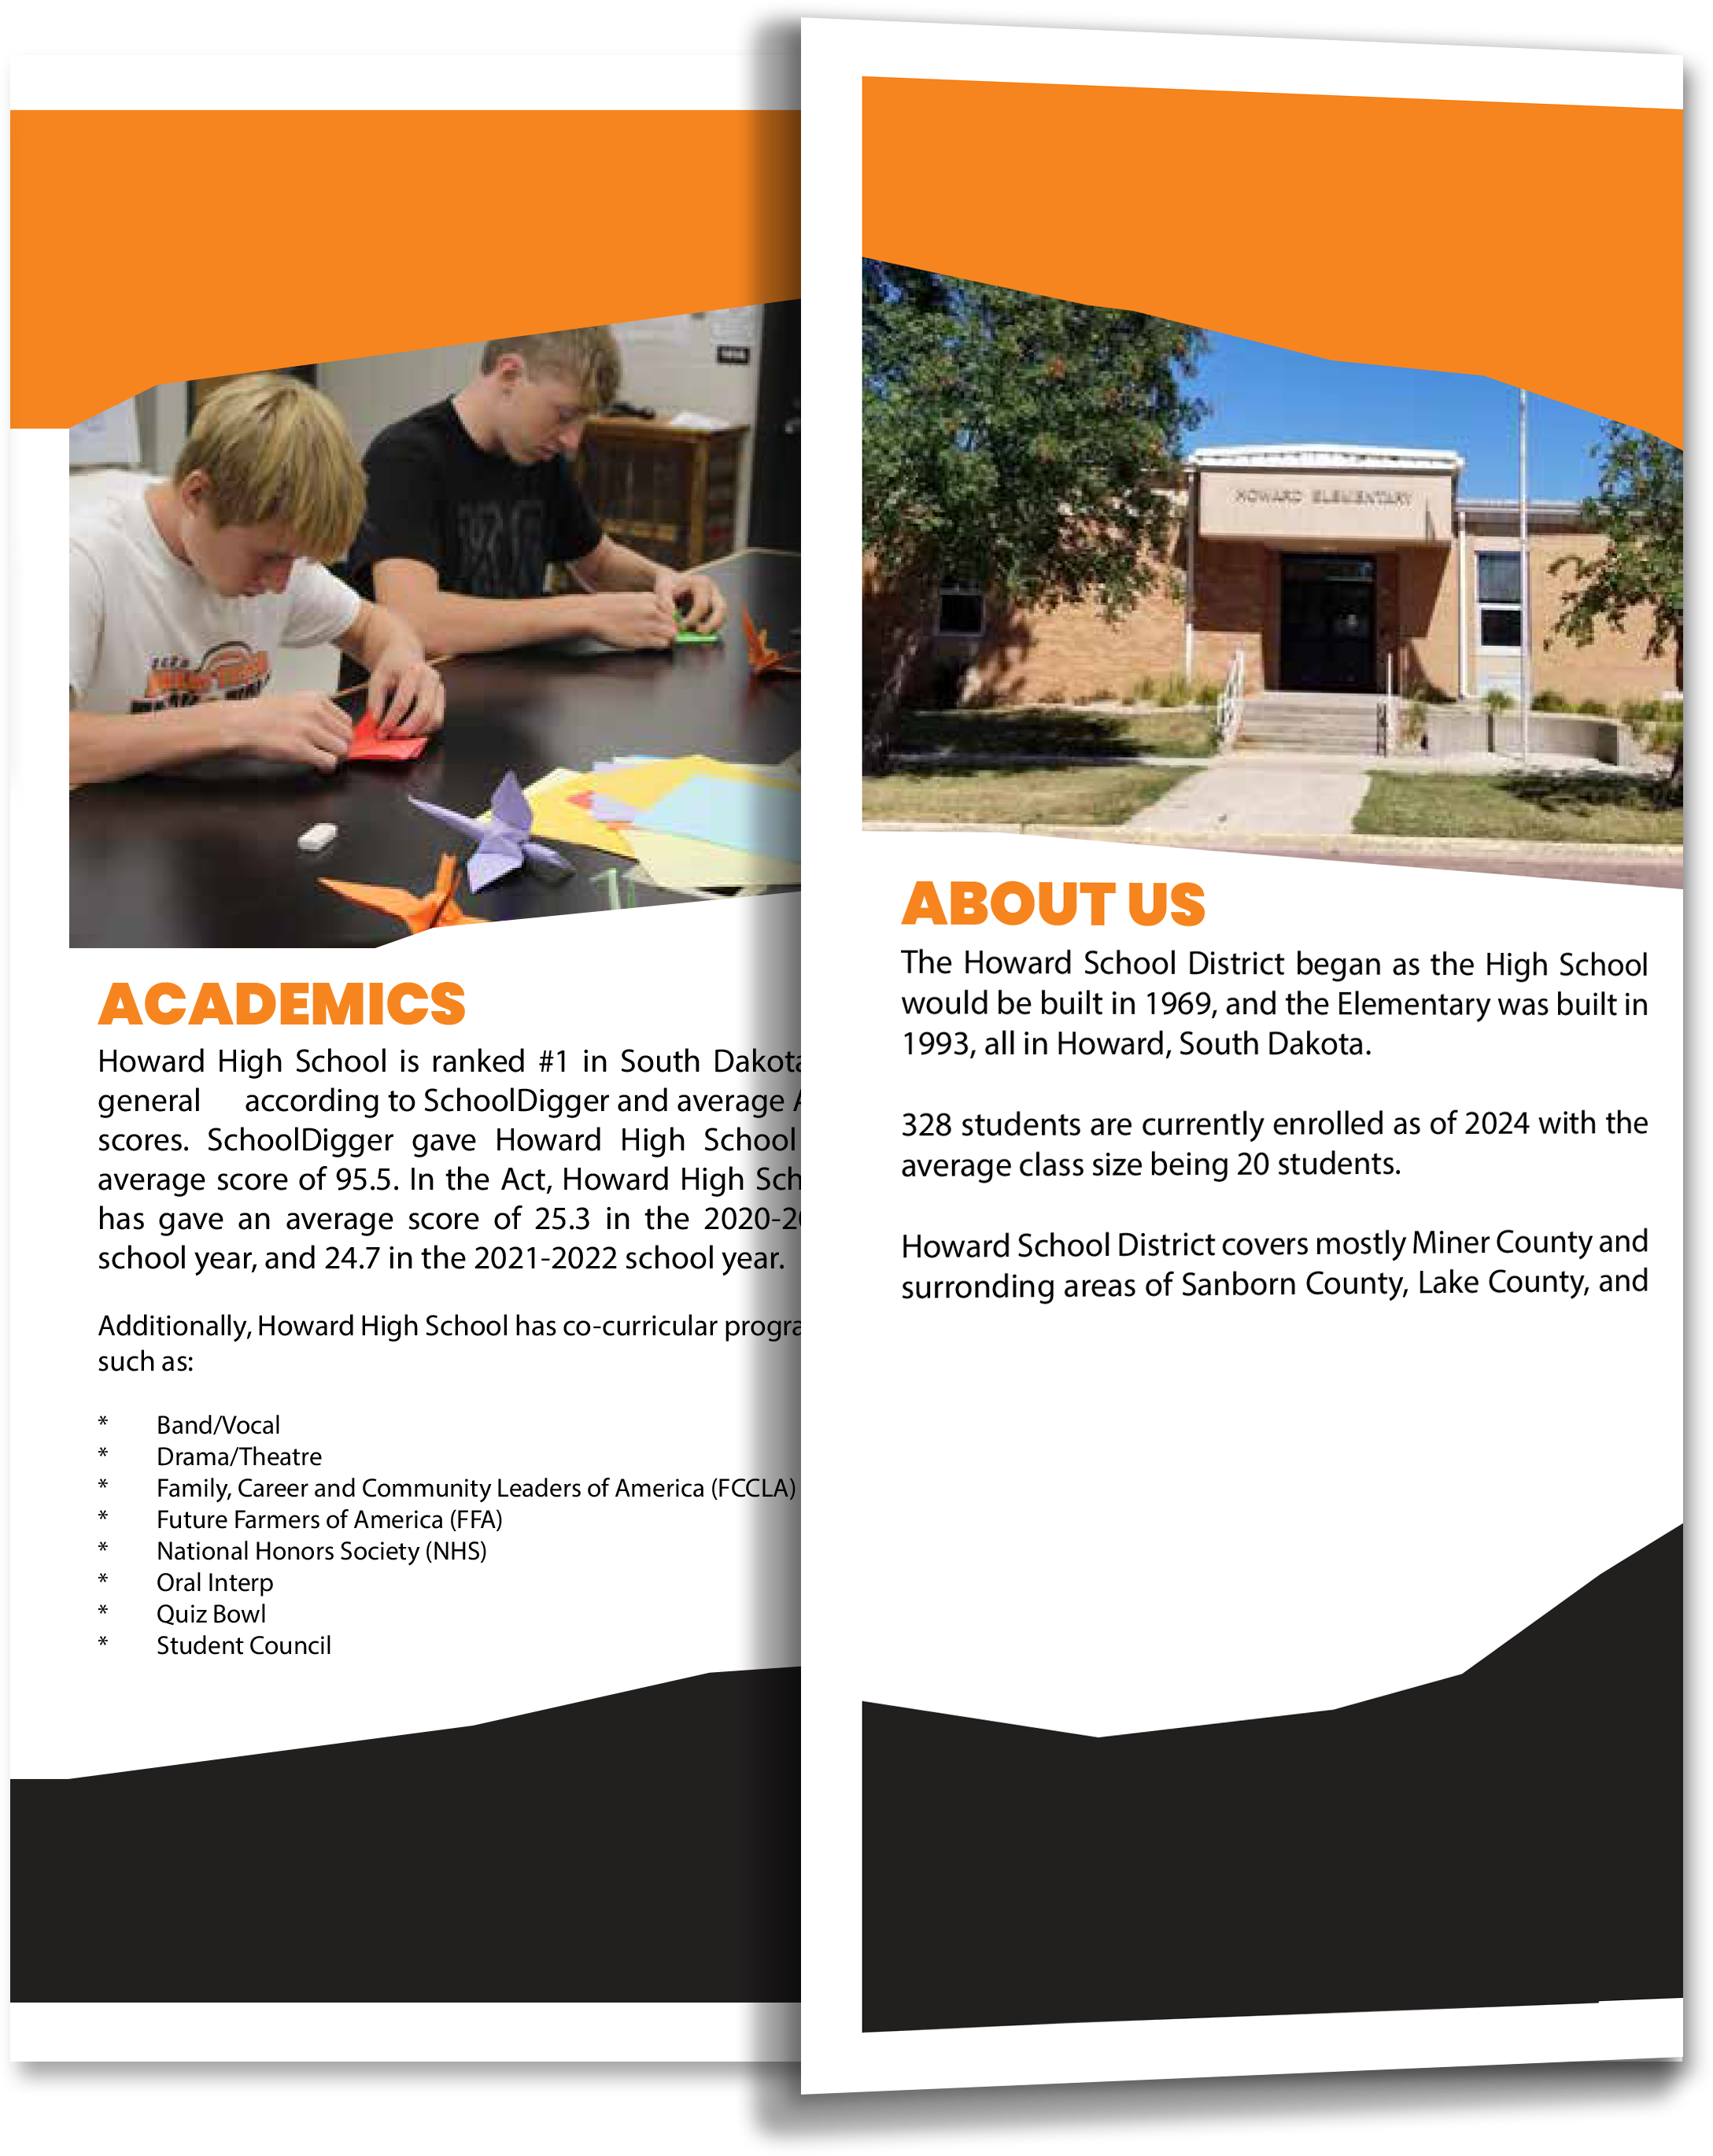 ACADEMICS
Howard High School is ranked #1 in South
general according to SchoolDigger and average
scores. SchoolDigger gave Howard High School
average score of 95.5. In the Act, Howard High
has gave an average score of 25.3 in the
school year, and 24.7 in the 2021-2022 school year.
Additionally, Howard High School has co-curricular
such as:
* Band/Vocal
* Drama/Theatre
* Family, Career and Community Leaders of America (FCCLA)
* Future Farmers of America (FFA)
* National Honors Society (NHS)
* Oral Interp
* Quiz Bowl
* Student Council
HOWARD ELEMENTARY
ABOUT US
The Howard School District began as the High School
would be built in 1969, and the Elementary was built in
1993, all in Howard, South Dakota.
328 students are currently enrolled as of 2024 with the
average class size being 20 students.
Howard School District covers mostly Miner County and
surronding areas of Sanborn County, Lake County, and